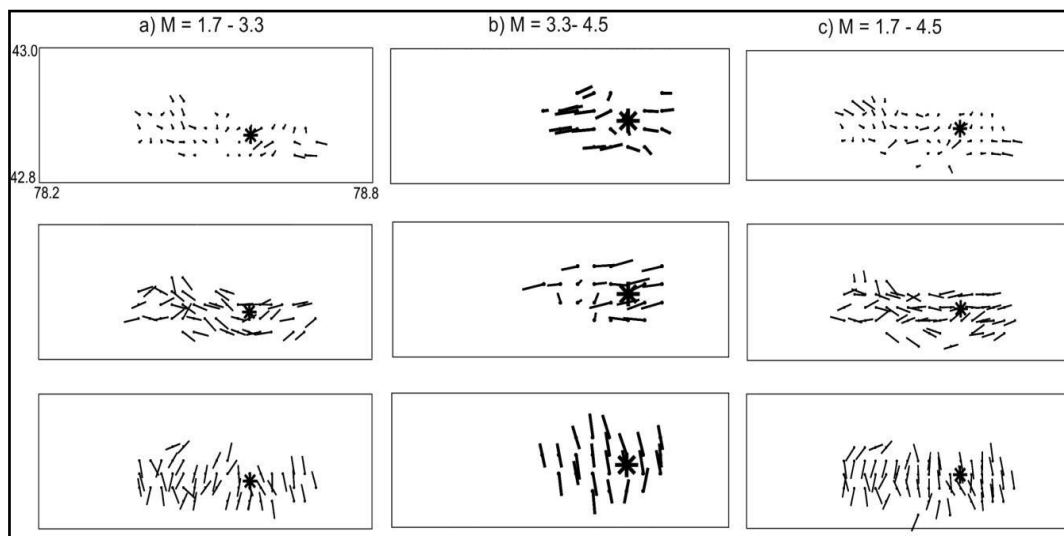 a) M = 1.7 - 3.3
b) M = 3.3- 4.5
c) M = 1.7 - 4.5
43.0
42.8
78.2
78.8